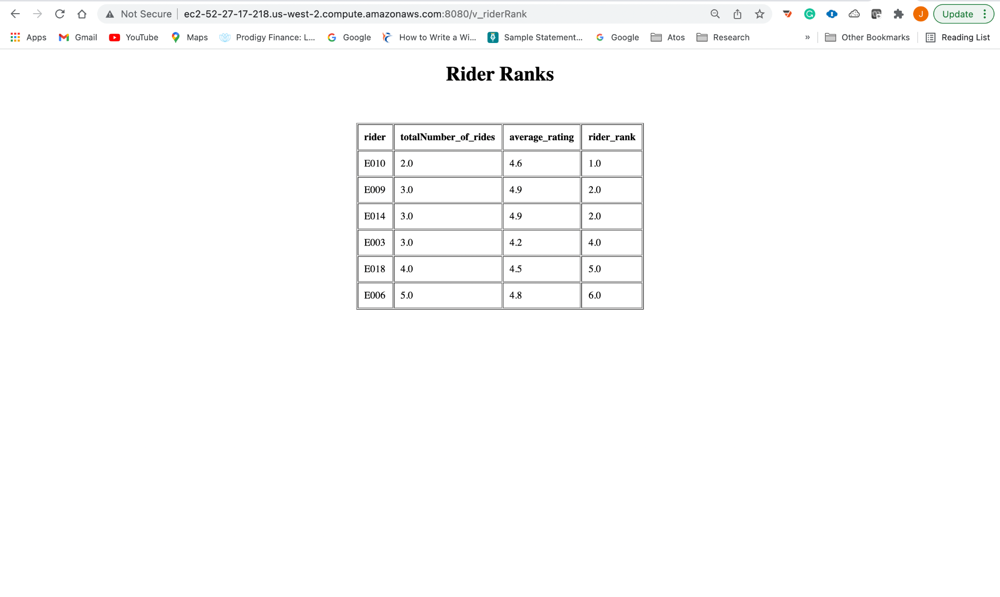 Not Secure ec2-52-27-17-218.us-west-2.compute.amazonaws.com:8080/v_riderRank J Update
Apps Gmail YouTube Maps Prodigy Finance: L... Google How to Write a Wi... Sample Statement... Google Atos Research » Other Bookmarks Reading List
Rider Ranks
rider totalNumber_of_rides average_rating rider_rank
E010 2.0 4.6 1.0
E009 3.0 4.9 2.0
E014 3.0 4.9 2.0
E003 3.0 4.2 4.0
E018 4.0 4.5 5.0
E006 5.0 4.8 6.0